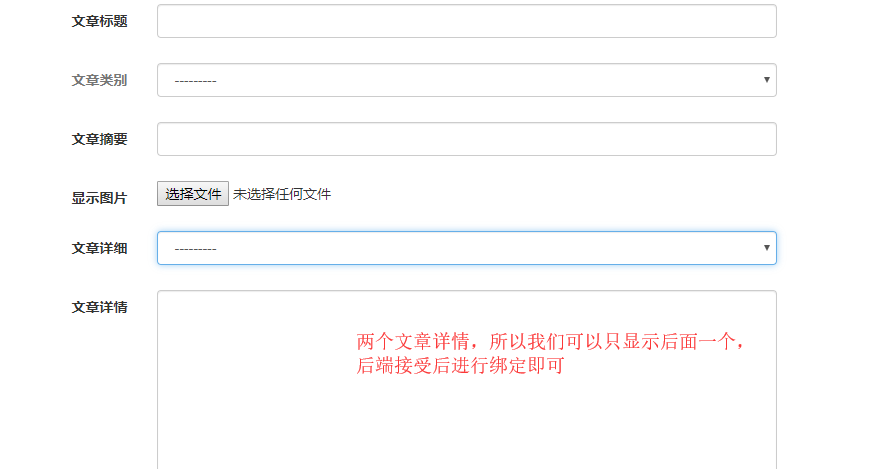 文章标题
文章类别
---------
文章摘要
显示图片 选择文件 未选择任何文件
文章详细
---------
文章详情
两个文章详情，所以我们可以只显示后面一个，
后端接受后进行绑定即可